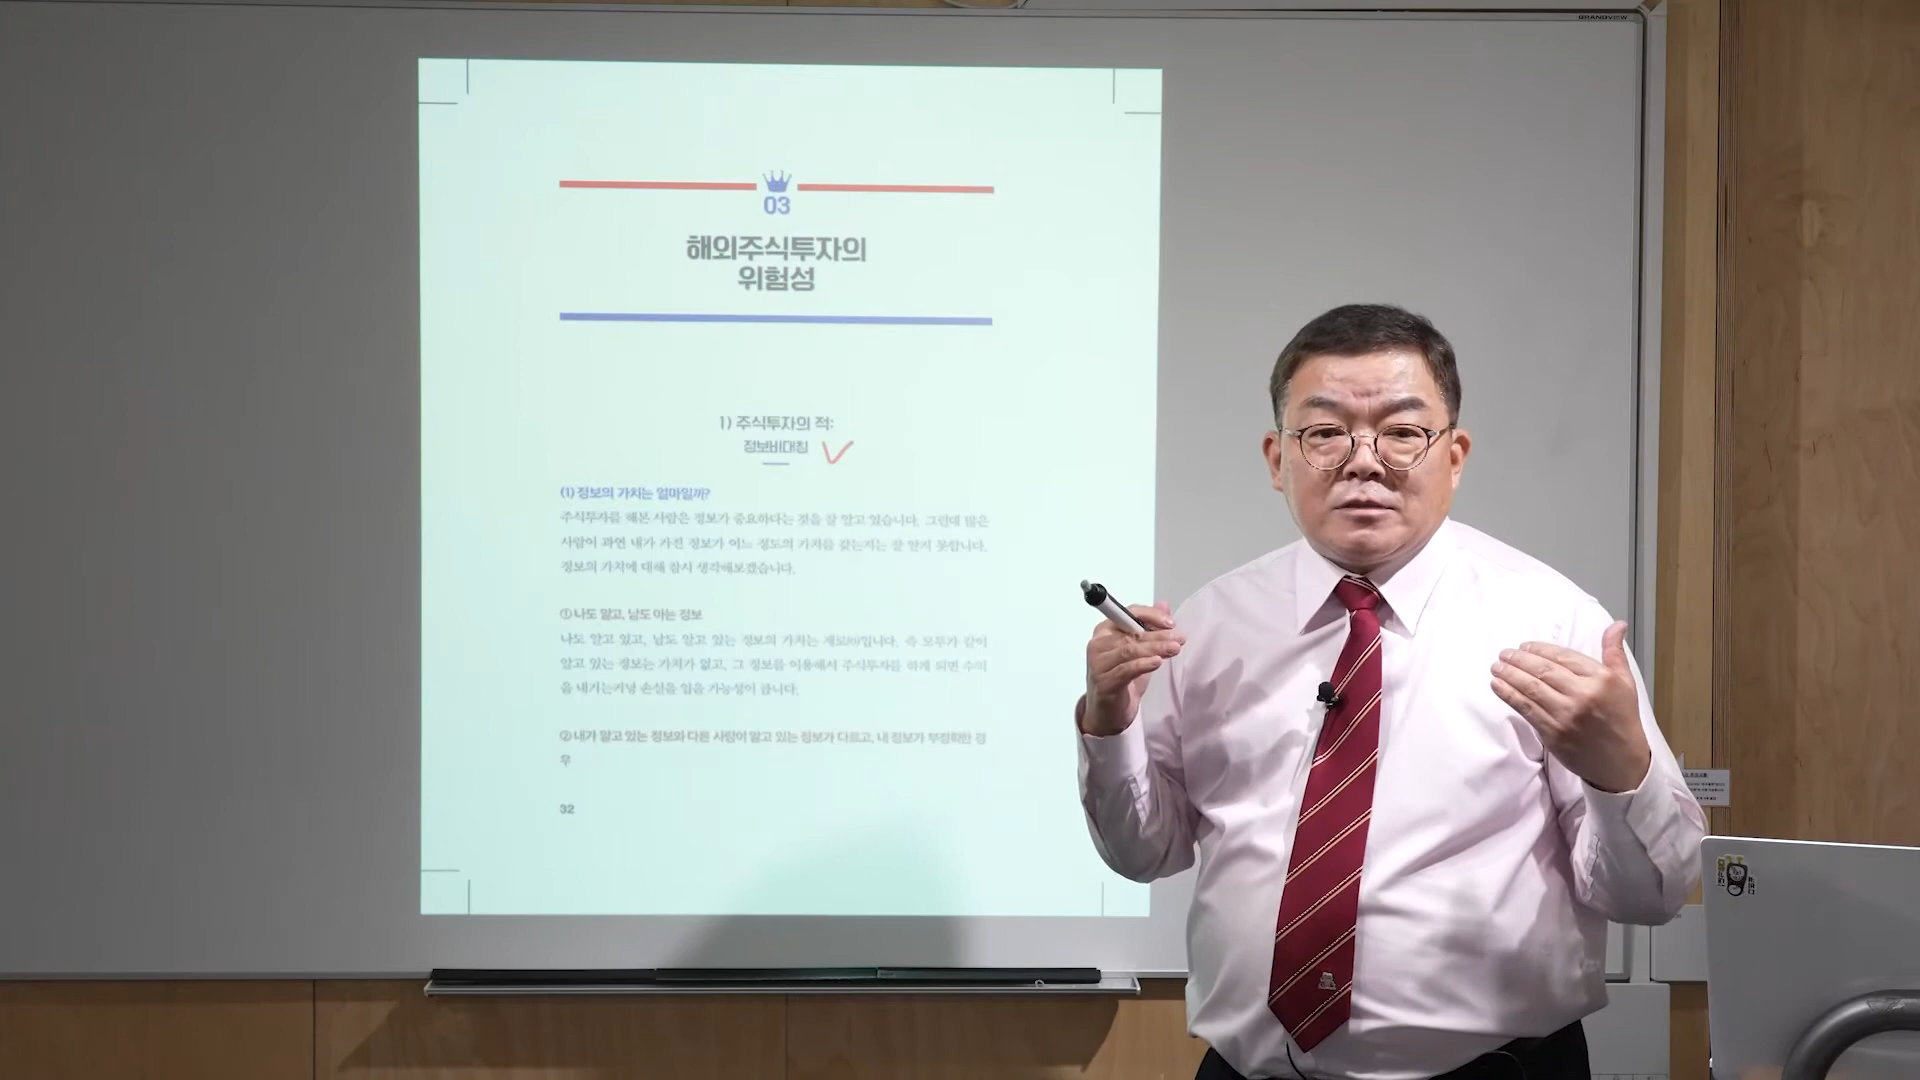 GRANDVIEW
03
해외주식투자의
위험성
1) 주식투자의 적:
정보비대칭
(1) 정보의 가치는 얼마일까?
주식투자를 해본 사람은 정보가 중요하다는 것을 잘 알고 있습니다. 그런데 많은
사람이 과연 내가 가진 정보가 어느 정도의 가치를 갖는지는 잘 알지 못합니다.
정보의 가치에 대해 잠시 생각해보겠습니다.
① 나도 알고, 남도 아는 정보
나도 알고 있고, 남도 알고 있는 정보의 가치는 제로(0)입니다. 즉 모두가 같이
알고 있는 정보는 가치가 없고, 그 정보를 이용해서 주식투자를 하게 되면 수익
을 내기는커녕 손실을 입을 가능성이 큽니다.
② 내가 알고 있는 정보와 다른 사람이 알고 있는 정보가 다르고, 내 정보가 부정확한 경
우
32